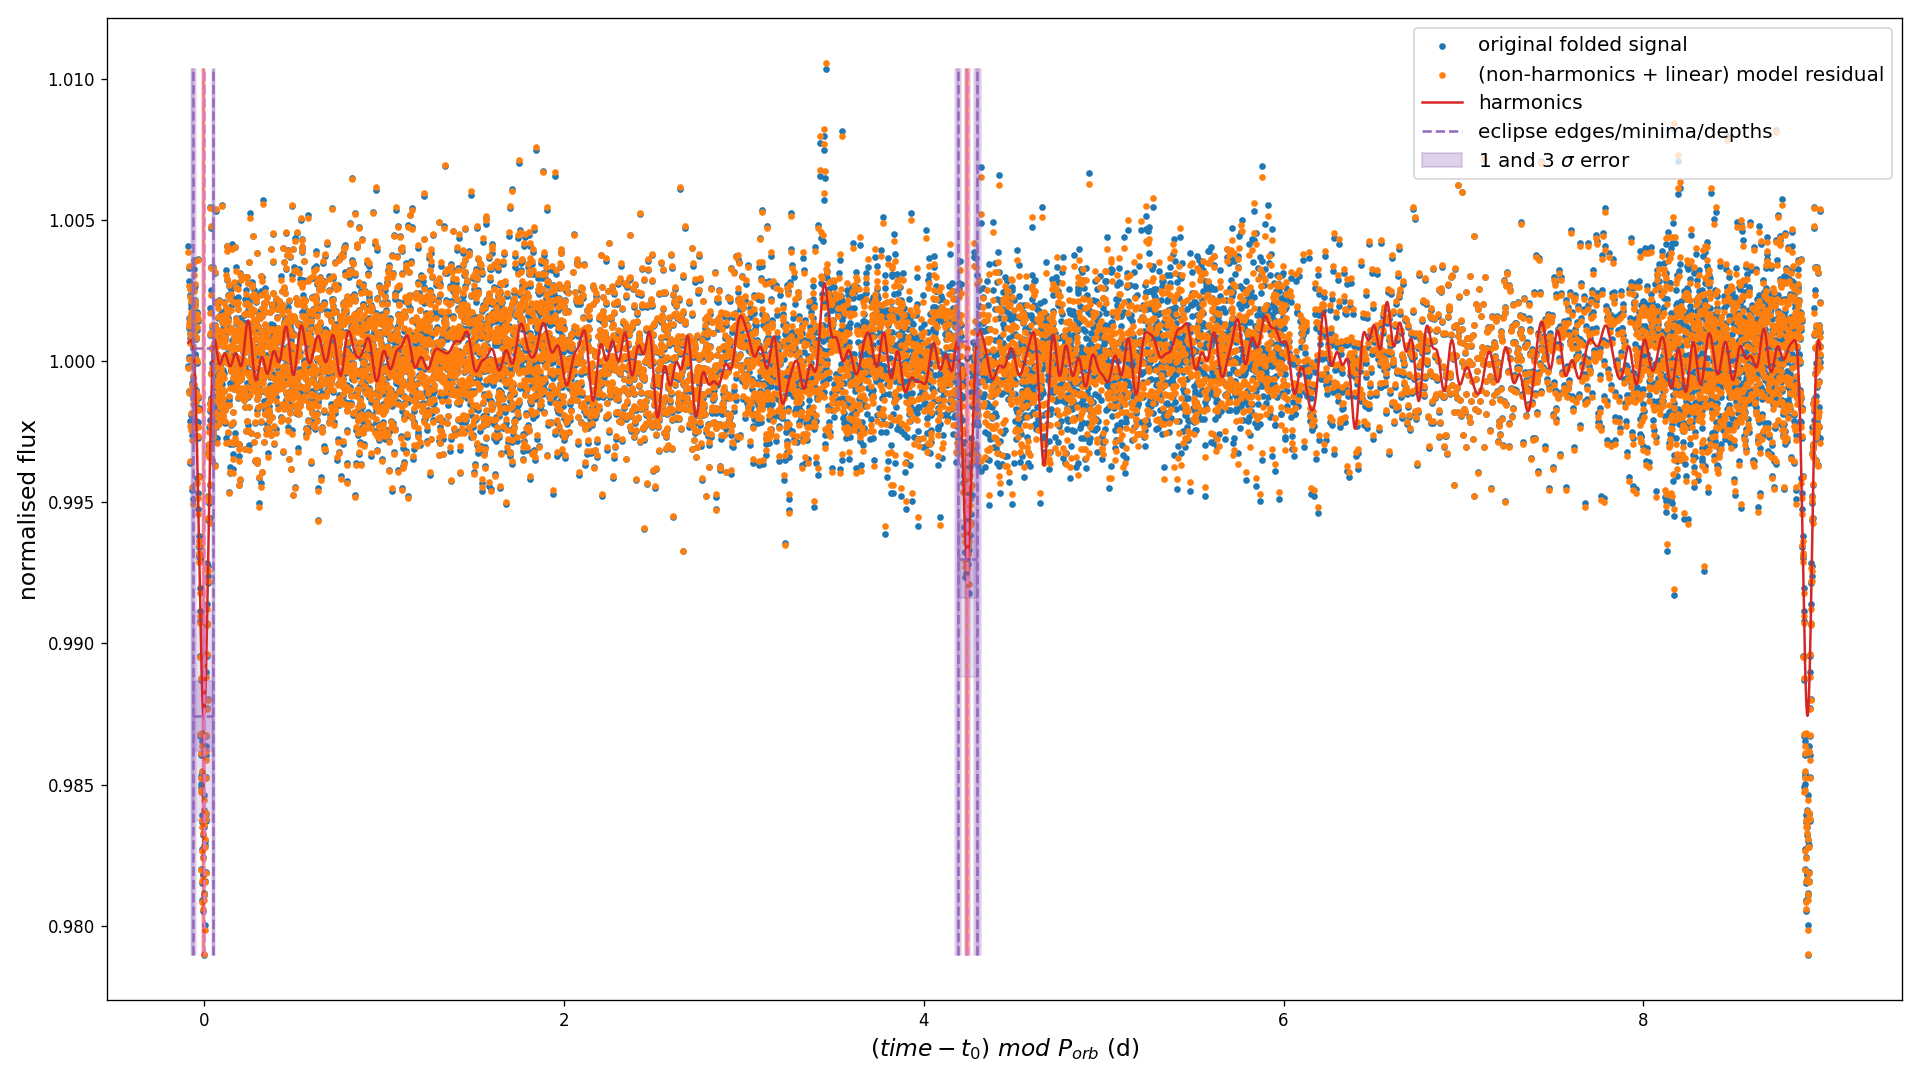 original folded signal
(non-harmonics + linear) model residual
harmonics
eclipse edges/minima/depths
1 and 3 σ error
normalised flux
1.010
1.005
1.000
0.995
0.990
0.985
0.980
0 2 4 6 8
(time − t₀) mod Pₒᵣb (d)